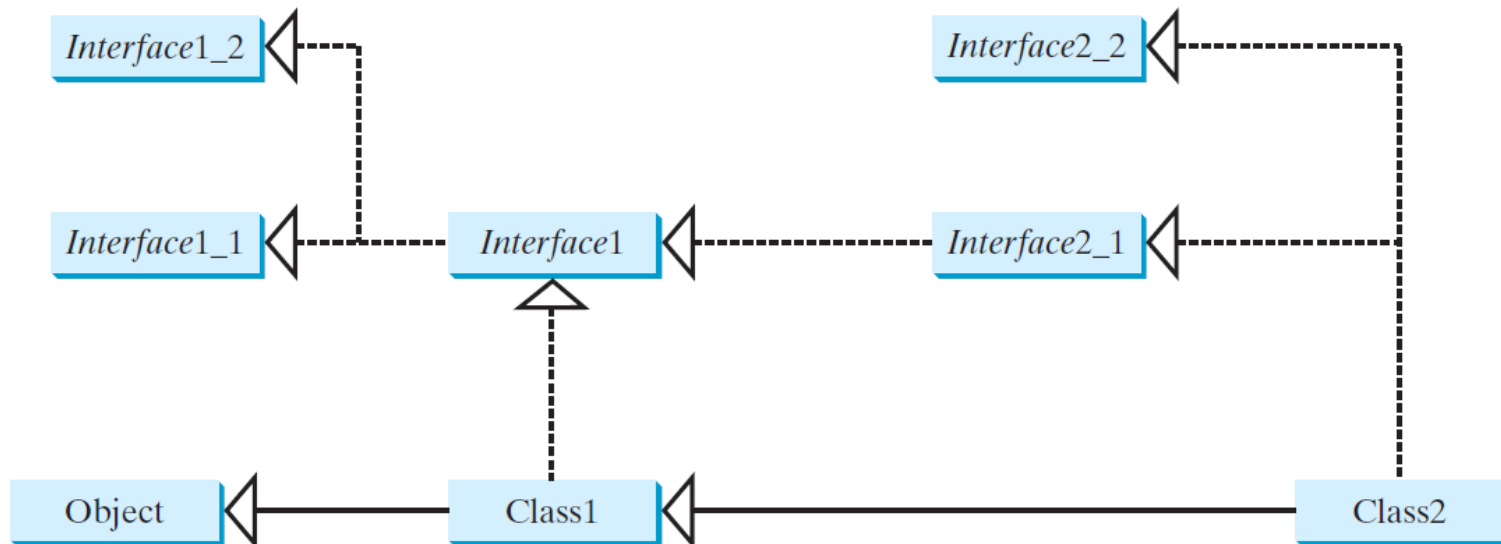 Interface1_2
Interface2_2
Interface1_1
Interface1
Interface2_1
Object
Class1
Class2